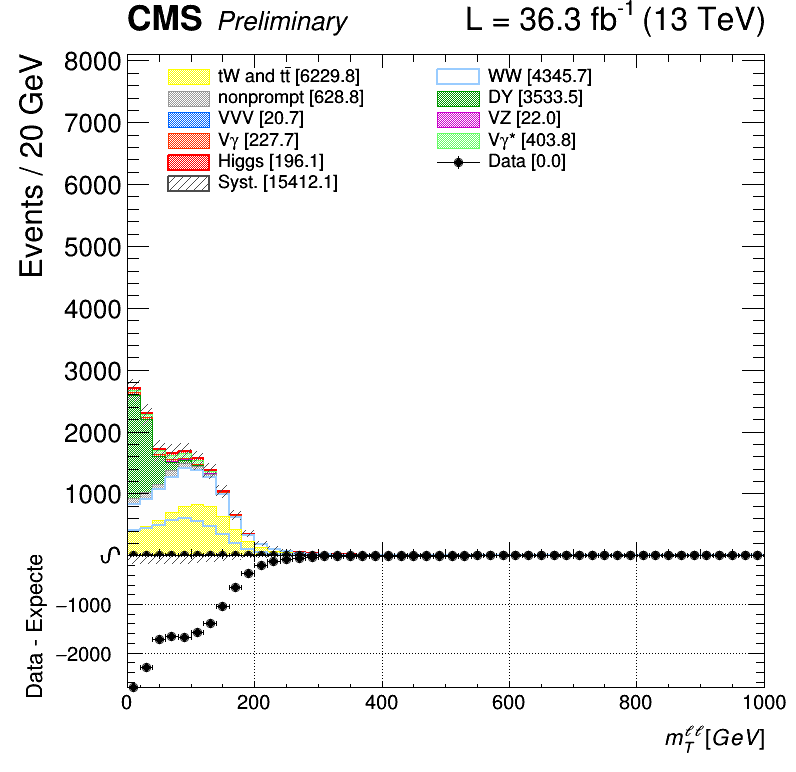 CMS Preliminary L = 36.3 fb⁻¹ (13 TeV)
Events / 20 GeV
8000
7000
6000
5000
4000
3000
2000
1000
tW and tt̄ [6229.8]
nonprompt [628.8]
VVV [20.7]
Vγ [227.7]
Higgs [196.1]
Syst. [15412.1]
WW [4345.7]
DY [3533.5]
VZ [22.0]
Vγ* [403.8]
Data [0.0]
Data - Expecte
−1000
−2000
0 200 400 600 800 1000
m_T^{ℓℓ}[GeV]